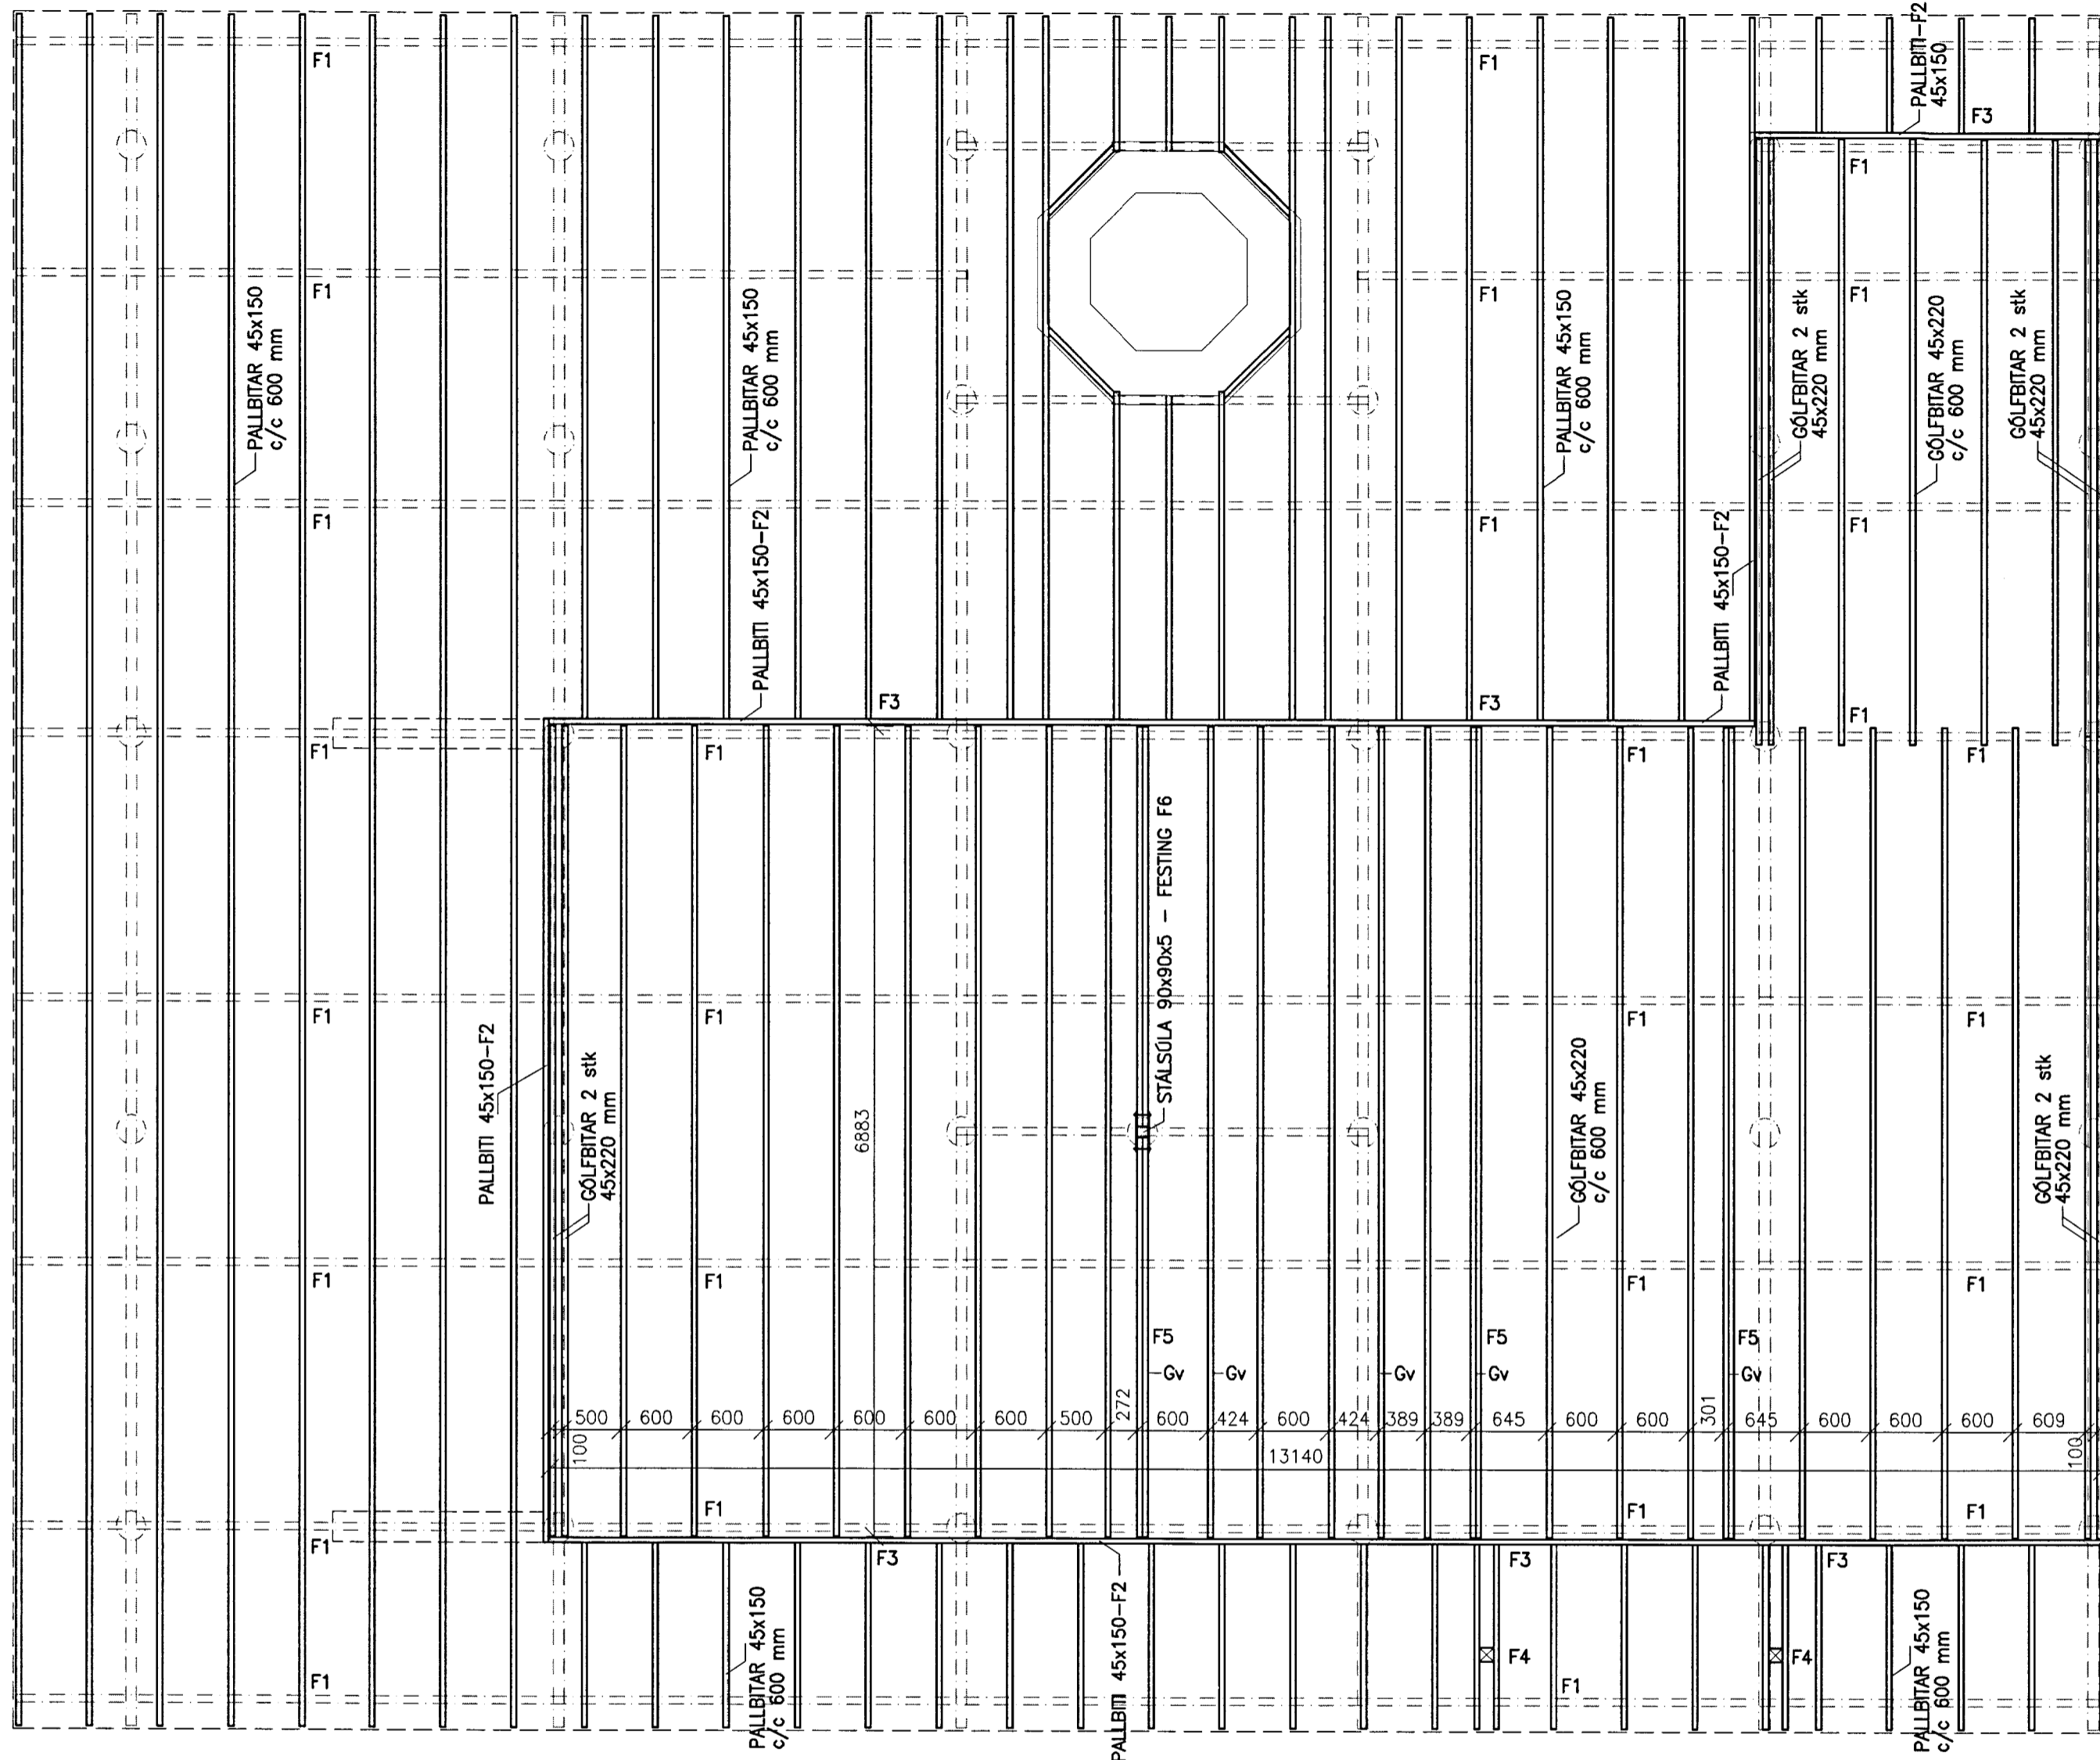 F1
F1
PALLBITI-F2
45x150
F3
F1
PALLBITAR 45x150
c/c 600 mm
F1
PALLBITAR 45x150
c/c 600 mm
F1
PALLBITAR 45x150
c/c 600 mm
GÓLFBITAR 2 stk
45x220 mm
F1
GÓLFBITAR 45x220
c/c 600 mm
GÓLFBITAR 2 stk
45x220 mm
F1
F1
F1
PALLBITI 45x150-F2
PALLBITI 45x150-F2
F3
F3
F1
F1
F1
F1
F1
STÁLSÚLA 90x90x5 - FESTING F6
F1
F1
F1
F1
PALLBITI 45x150-F2
GÓLFBITAR 2 stk
45x220 mm
6883
GÓLFBITAR 45x220
c/c 600 mm
GÓLFBITAR 2 stk
45x220 mm
F1
F1
F1
F1
F5
F5
F5
Gv
Gv
Gv
Gv
Gv
500
600
600
600
600
600
600
500
272
600
424
600
424
389
389
645
600
600
301
645
600
600
600
609
100
13140
100
F1
F1
F1
F1
F3
F3
F3
PALLBITAR 45x150
c/c 600 mm
PALLBITI 45x150-F2
F4
F4
F1
F1
PALLBITAR 45x150
c/c 600 mm